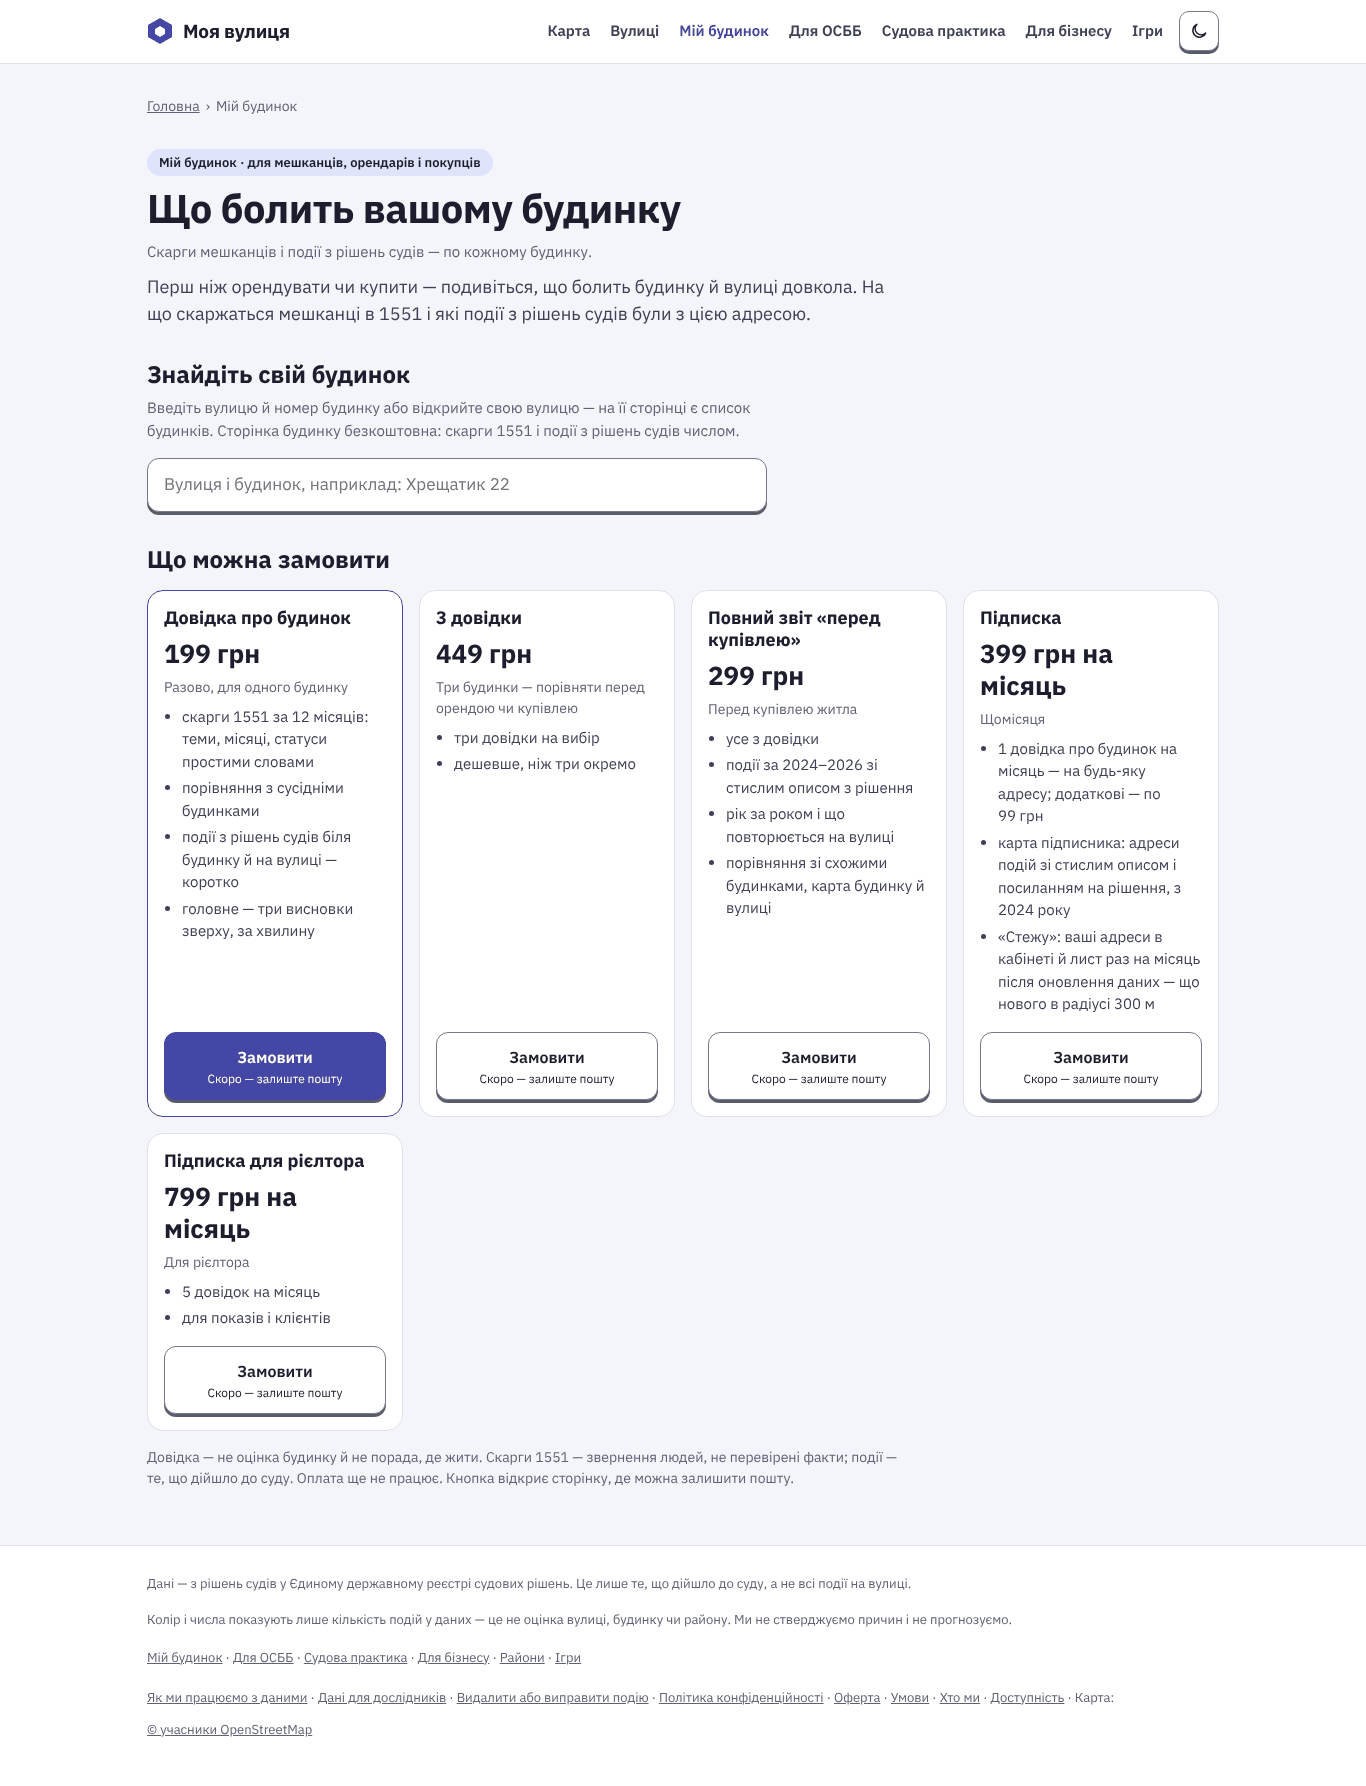 Моя вулиця
Карта Вулиці Мій будинок Для ОСББ Судова практика Для бізнесу Ігри
Головна › Мій будинок
Мій будинок · для мешканців, орендарів і покупців
Що болить вашому будинку
Скарги мешканців і події з рішень судів — по кожному будинку.
Перш ніж орендувати чи купити — подивіться, що болить будинку й вулиці довкола. На
що скаржаться мешканці в 1551 і які події з рішень судів були з цією адресою.
Знайдіть свій будинок
Введіть вулицю й номер будинку або відкрийте свою вулицю — на її сторінці є список
будинків. Сторінка будинку безкоштовна: скарги 1551 і події з рішень судів числом.
Вулиця і будинок, наприклад: Хрещатик 22
Що можна замовити
Довідка про будинок
199 грн
Разово, для одного будинку
• скарги 1551 за 12 місяців:
теми, місяці, статуси
простими словами
• порівняння з сусідніми
будинками
• події з рішень судів біля
будинку й на вулиці —
коротко
• головне — три висновки
зверху, за хвилину
Замовити
Скоро — залиште пошту
3 довідки
449 грн
Три будинки — порівняти перед
орендою чи купівлею
• три довідки на вибір
• дешевше, ніж три окремо
Замовити
Скоро — залиште пошту
Повний звіт «перед
купівлею»
299 грн
Перед купівлею житла
• усе з довідки
• події за 2024–2026 зі
стислим описом з рішення
• рік за роком і що
повторюється на вулиці
• порівняння зі схожими
будинками, карта будинку й
вулиці
Замовити
Скоро — залиште пошту
Підписка
399 грн на
місяць
Щомісяця
• 1 довідка про будинок на
місяць — на будь-яку
адресу; додаткові — по
99 грн
• карта підписника: адреси
подій зі стислим описом і
посиланням на рішення, з
2024 року
• «Стежу»: ваші адреси в
кабінеті й лист раз на місяць
після оновлення даних — що
нового в радіусі 300 м
Замовити
Скоро — залиште пошту
Підписка для рієлтора
799 грн на
місяць
Для рієлтора
• 5 довідок на місяць
• для показів і клієнтів
Замовити
Скоро — залиште пошту
Довідка — не оцінка будинку й не порада, де жити. Скарги 1551 — звернення людей, не перевірені факти; події —
те, що дійшло до суду. Оплата ще не працює. Кнопка відкриє сторінку, де можна залишити пошту.
Дані — з рішень судів у Єдиному державному реєстрі судових рішень. Це лише те, що дійшло до суду, а не всі події на вулиці.
Колір і числа показують лише кількість подій у даних — це не оцінка вулиці, будинку чи району. Ми не стверджуємо причин і не прогнозуємо.
Мій будинок · Для ОСББ · Судова практика · Для бізнесу · Райони · Ігри
Як ми працюємо з даними · Дані для дослідників · Видалити або виправити подію · Політика конфіденційності · Оферта · Умови · Хто ми · Доступність · Карта:
© учасники OpenStreetMap